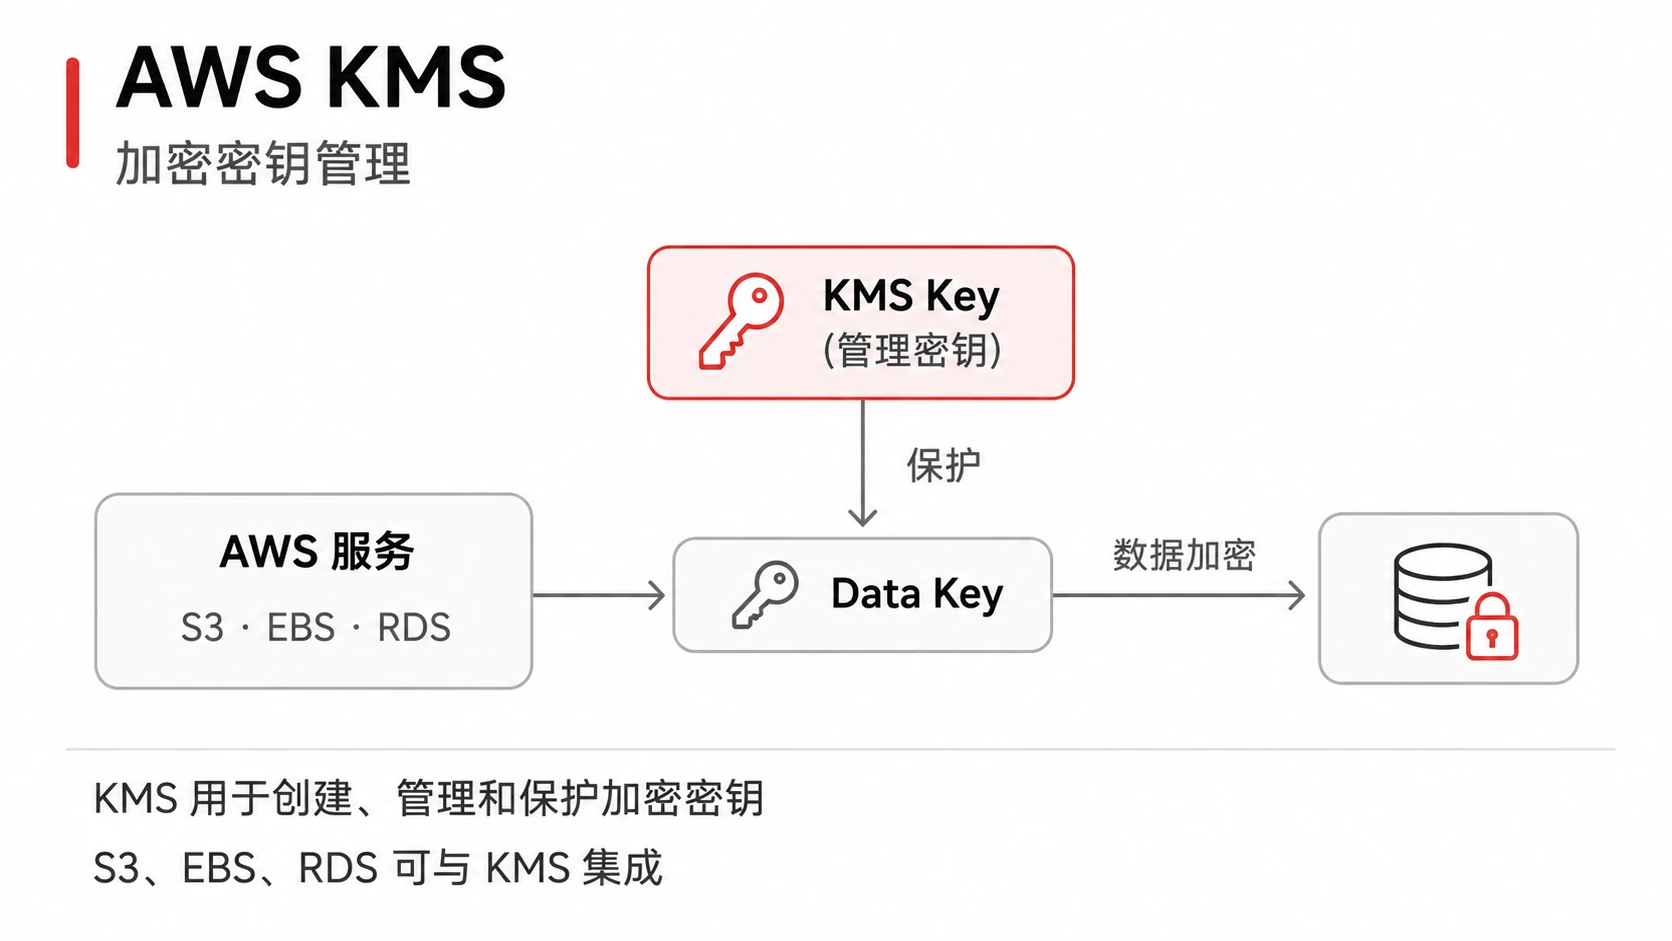 AWS KMS
加密密钥管理
KMS Key
(管理密钥)
保护
AWS 服务
S3 · EBS · RDS
Data Key
数据加密
KMS 用于创建、管理和保护加密密钥
S3、EBS、RDS 可与 KMS 集成